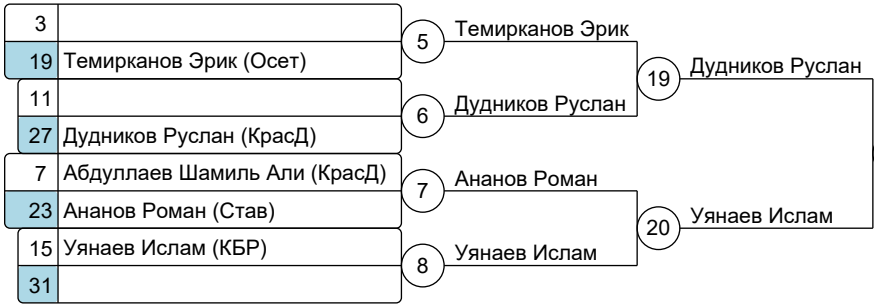 3
19 Темирканов Эрик (Осет)
11
27 Дудников Руслан (КрасД)
7 Абдуллаев Шамиль Али (КрасД)
23 Ананов Роман (Став)
15 Уянаев Ислам (КБР)
31
5 Темирканов Эрик
6 Дудников Руслан
7 Ананов Роман
8 Уянаев Ислам
19 Дудников Руслан
20 Уянаев Ислам